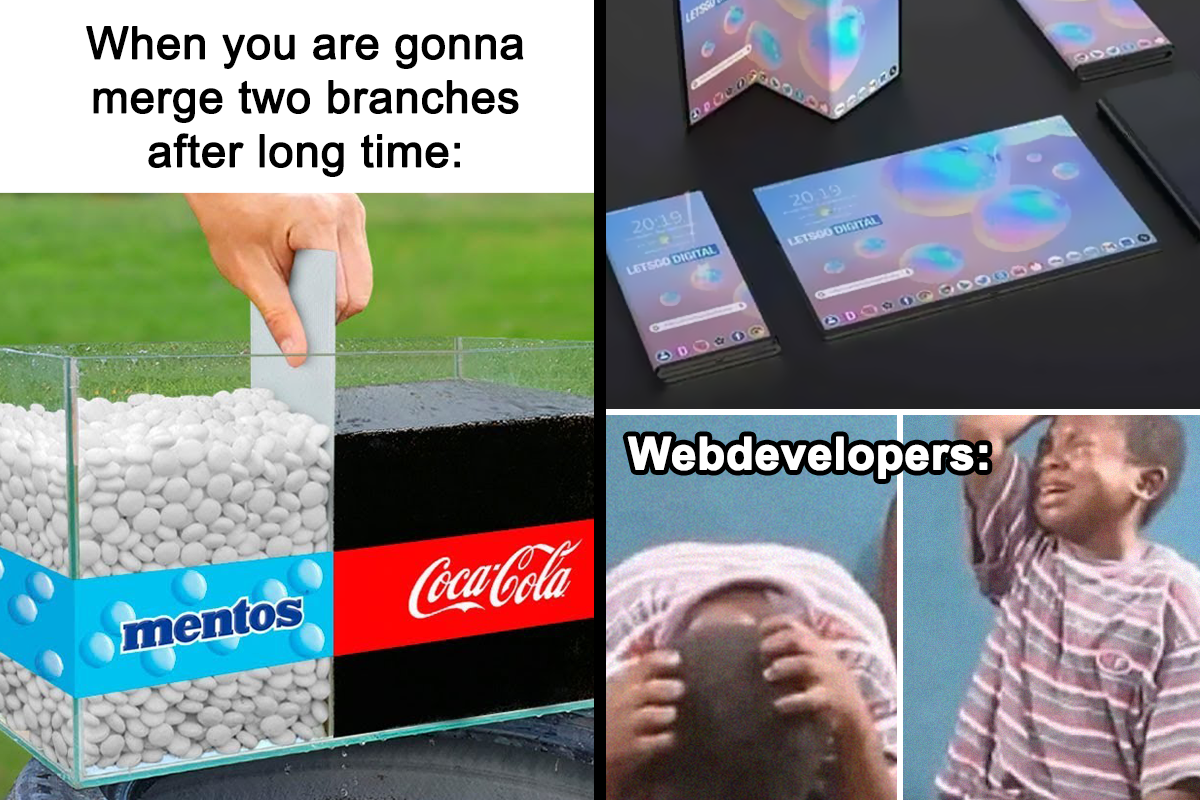 When you are gonna
merge two branches
after long time:
mentos
Coca-Cola
LETSGO
20:19
LETSGO DIGITAL
20:19
LETSGO DIGITAL
Webdevelopers: